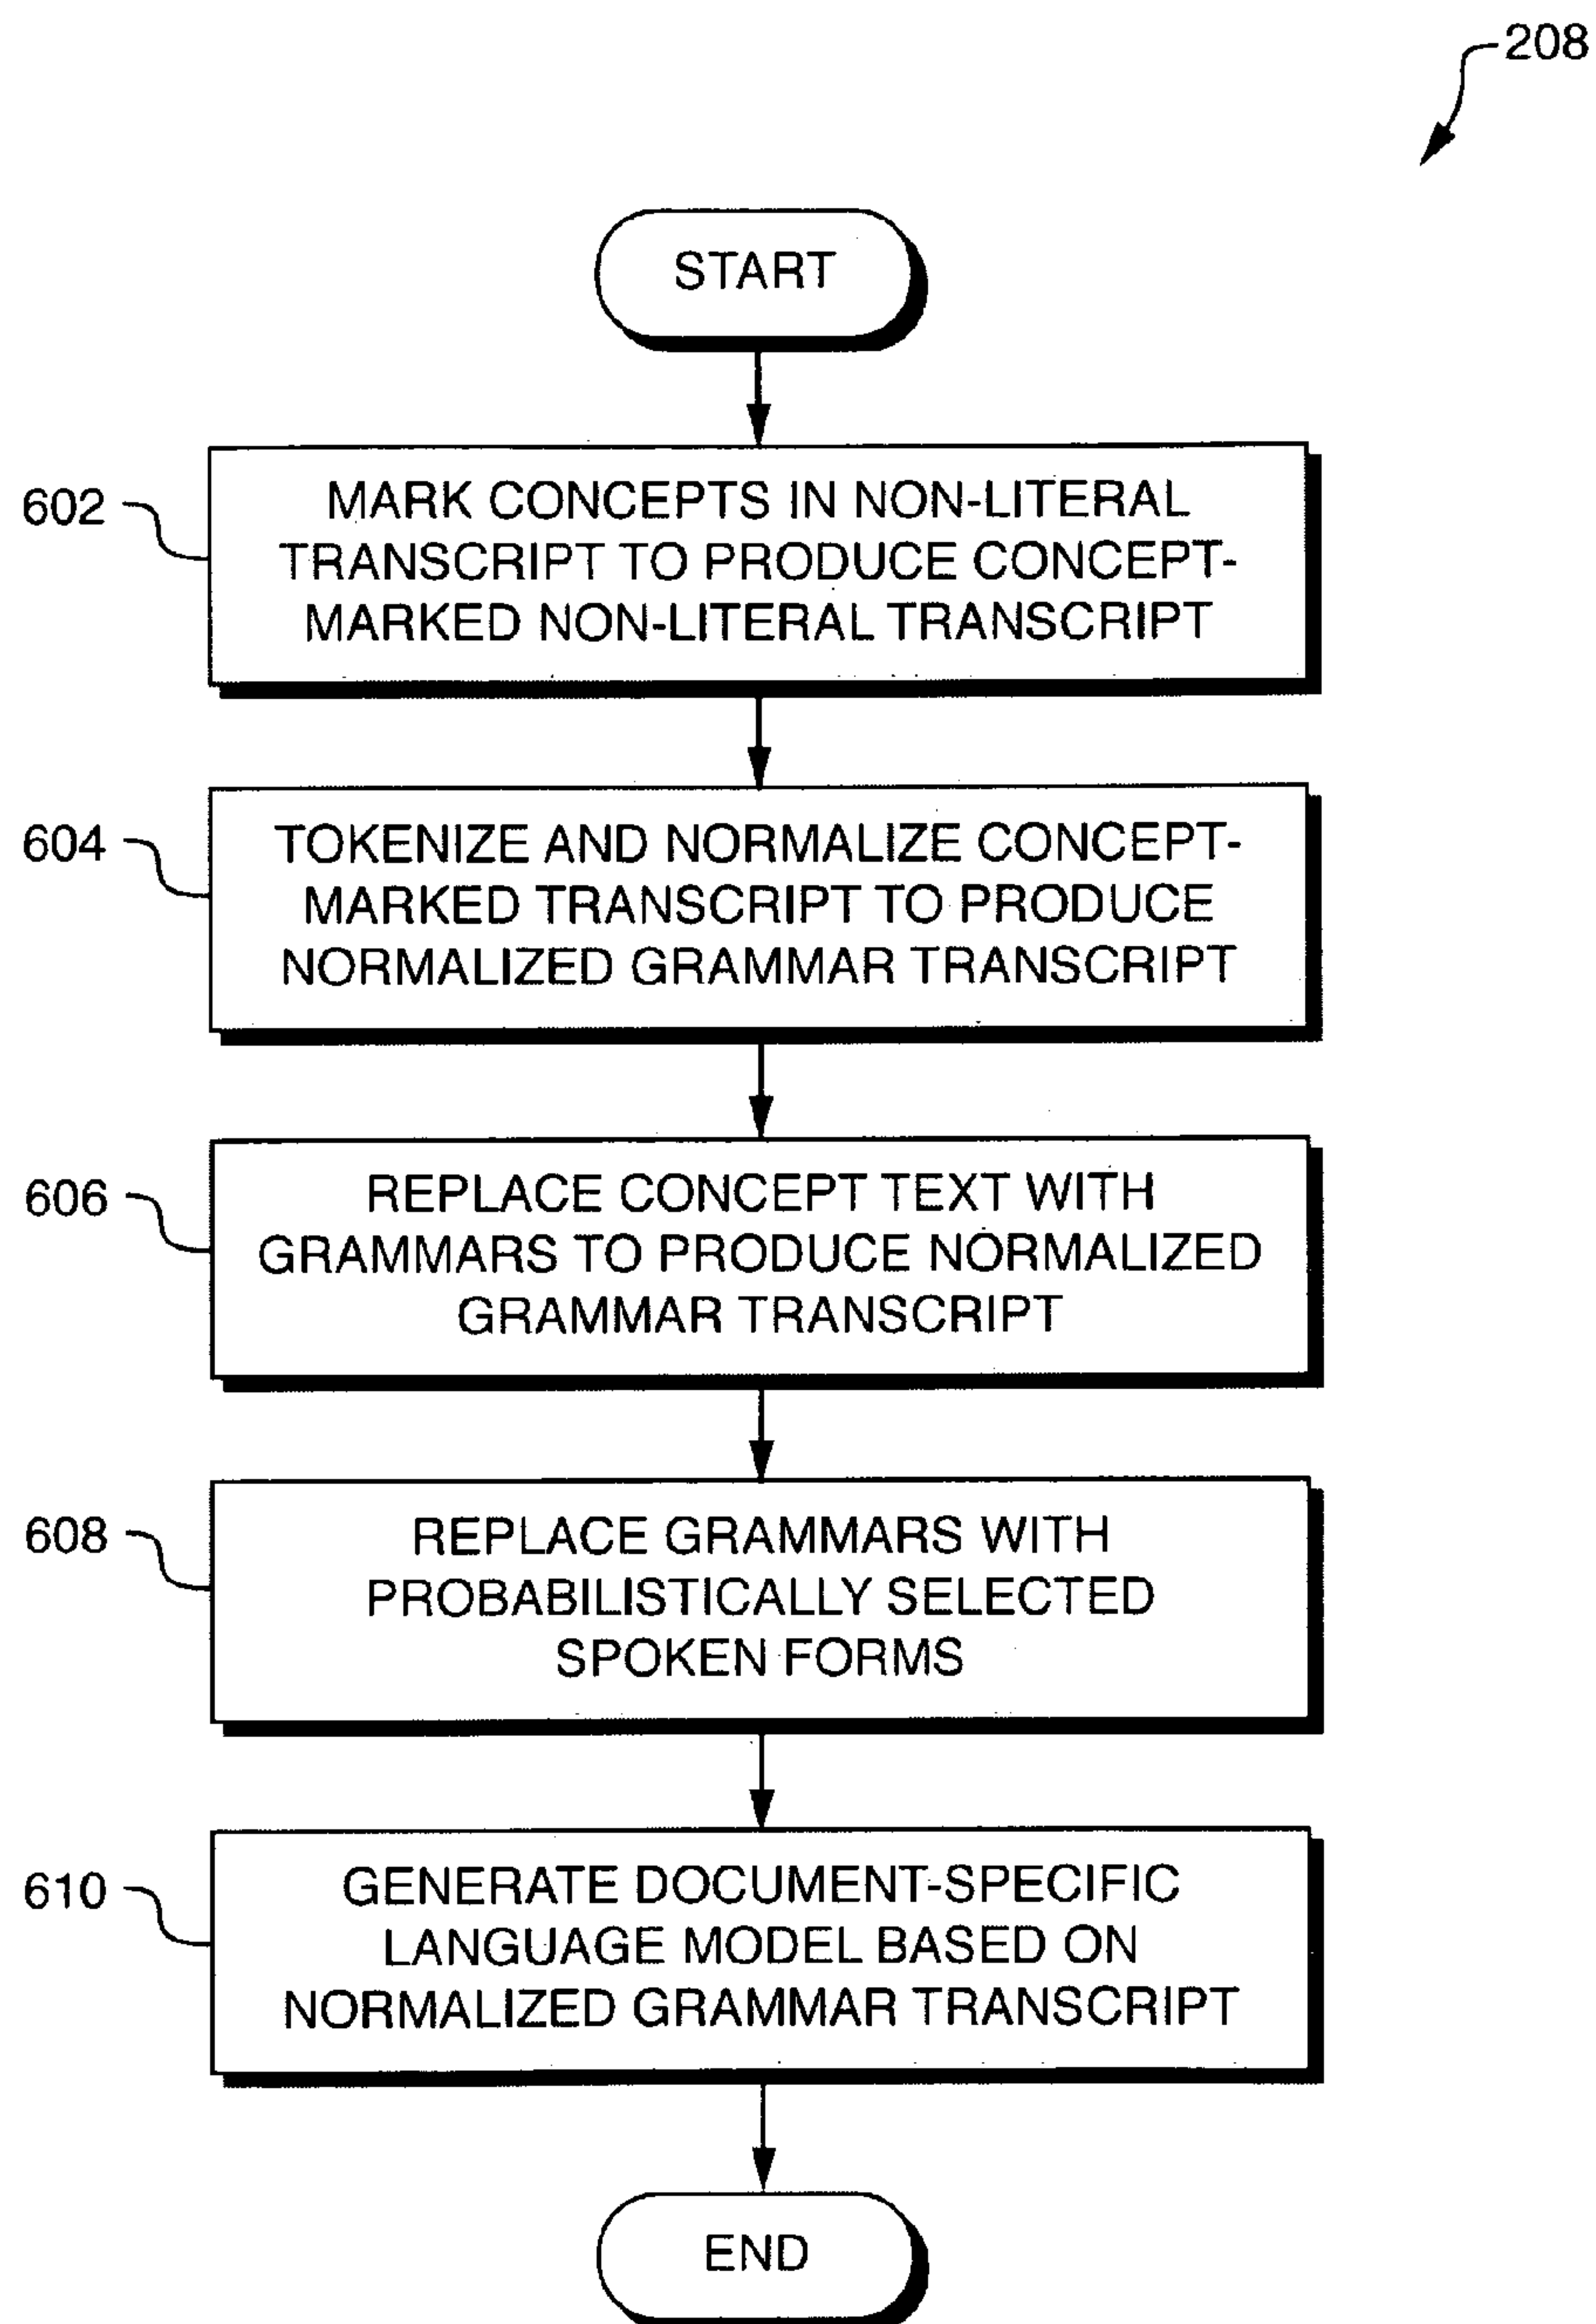 208
START
602
MARK CONCEPTS IN NON-LITERAL
TRANSCRIPT TO PRODUCE CONCEPT-
MARKED NON-LITERAL TRANSCRIPT
604
TOKENIZE AND NORMALIZE CONCEPT-
MARKED TRANSCRIPT TO PRODUCE
NORMALIZED GRAMMAR TRANSCRIPT
606
REPLACE CONCEPT TEXT WITH
GRAMMARS TO PRODUCE NORMALIZED
GRAMMAR TRANSCRIPT
608
REPLACE GRAMMARS WITH
PROBABILISTICALLY SELECTED
SPOKEN FORMS
610
GENERATE DOCUMENT-SPECIFIC
LANGUAGE MODEL BASED ON
NORMALIZED GRAMMAR TRANSCRIPT
END